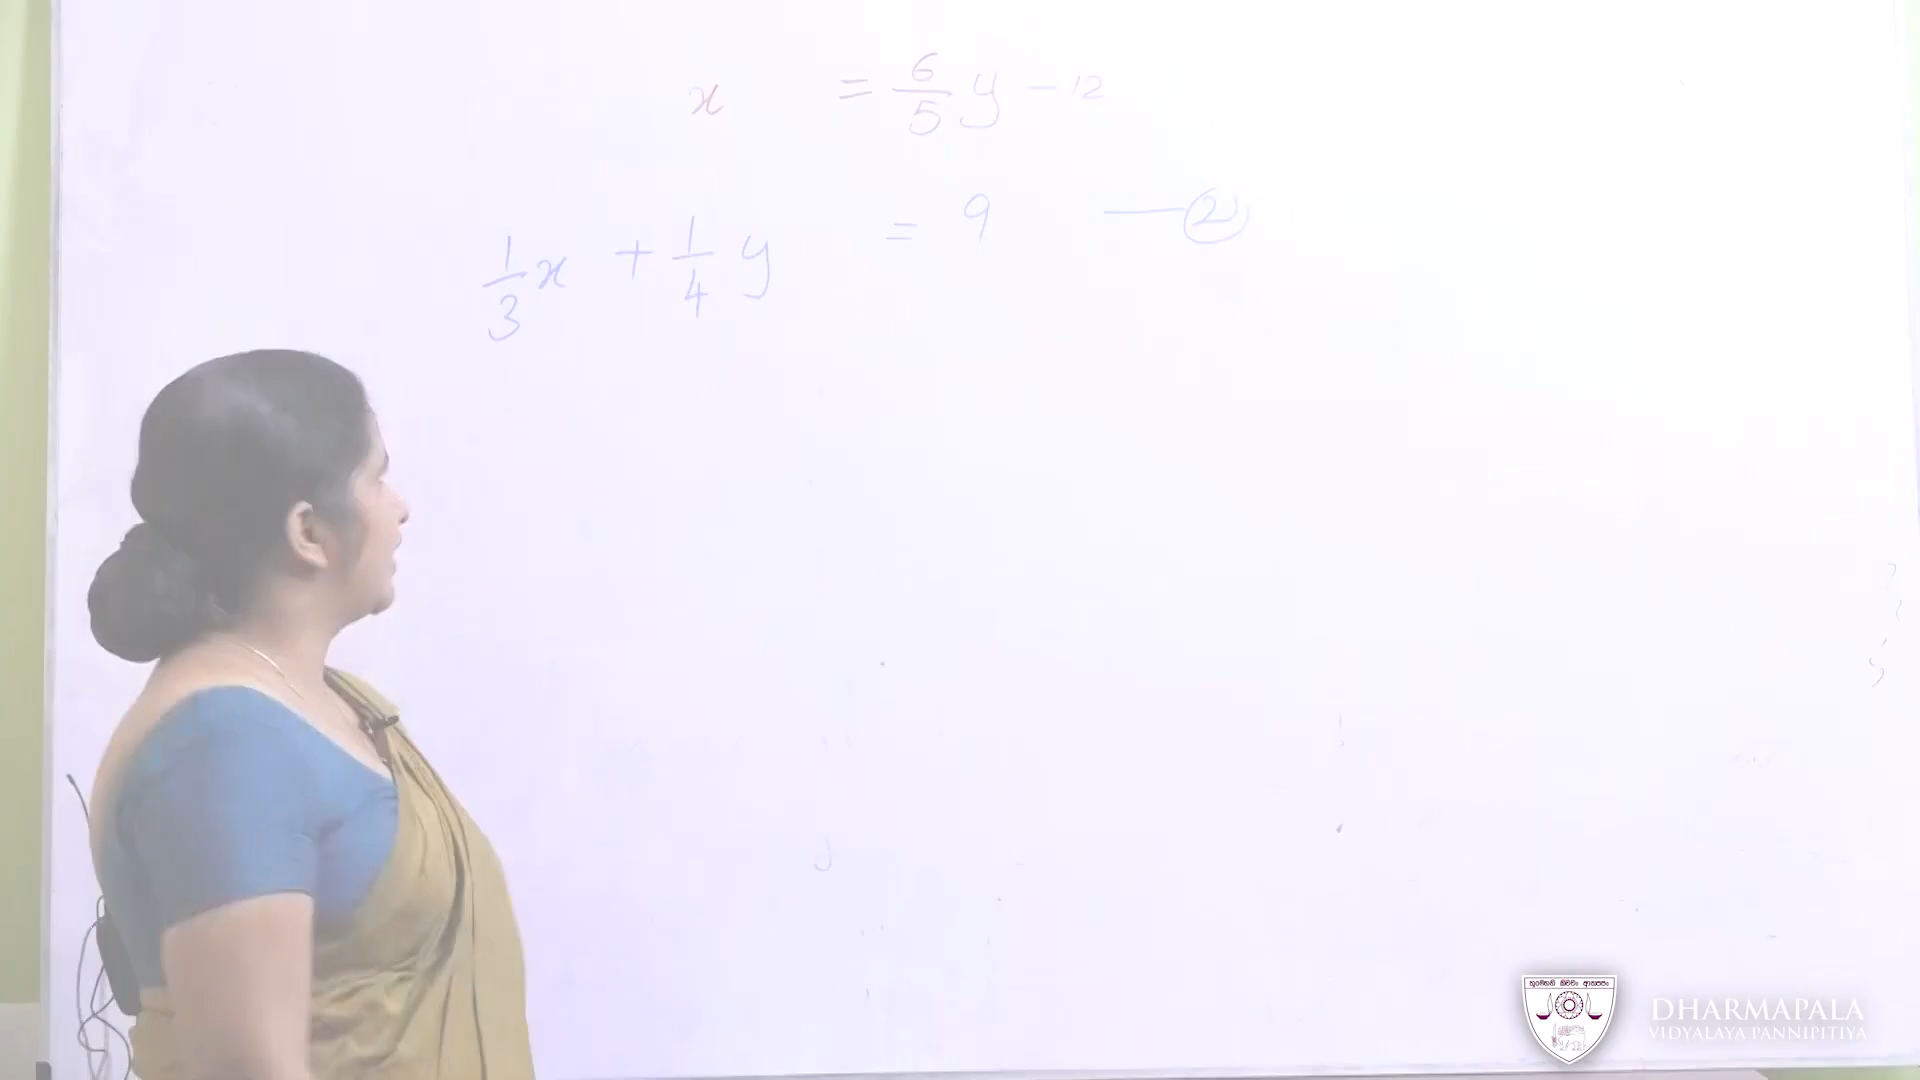 x = 6/5 y - 12
1/3 x + 1/4 y = 9 — ②
DHARMAPALA
VIDYALAYA PANNIPITIYA